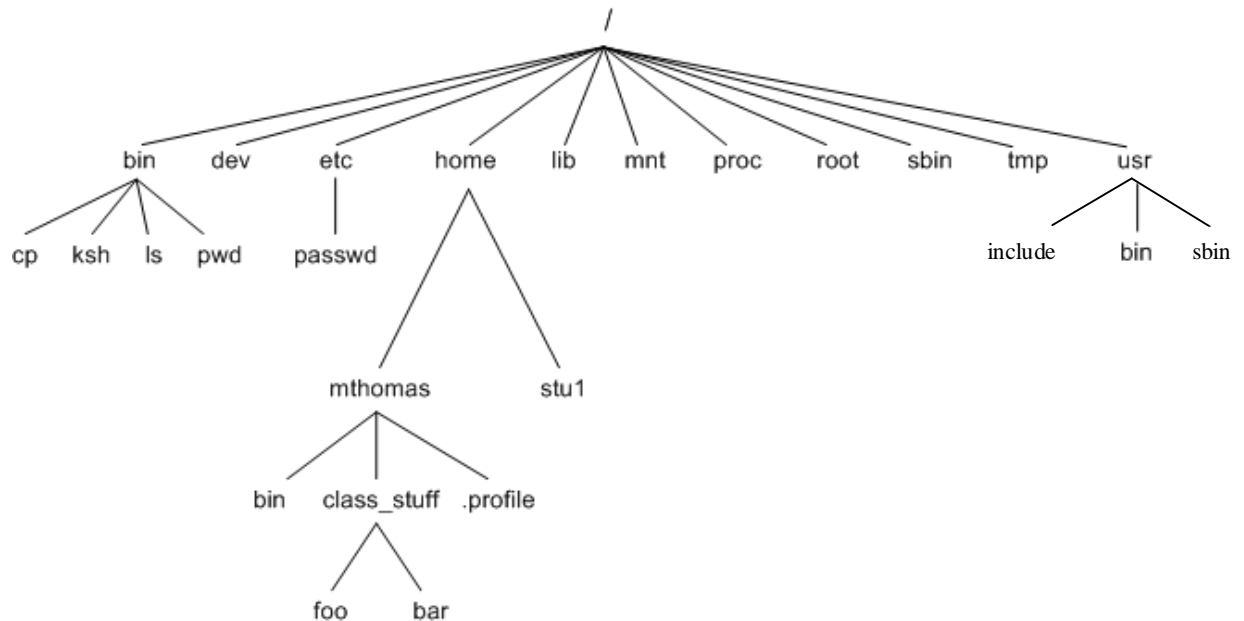 /
bin dev etc home lib mnt proc root sbin tmp usr
cp ksh ls pwd passwd include bin sbin
mthomas stu1
bin class_stuff .profile
foo bar